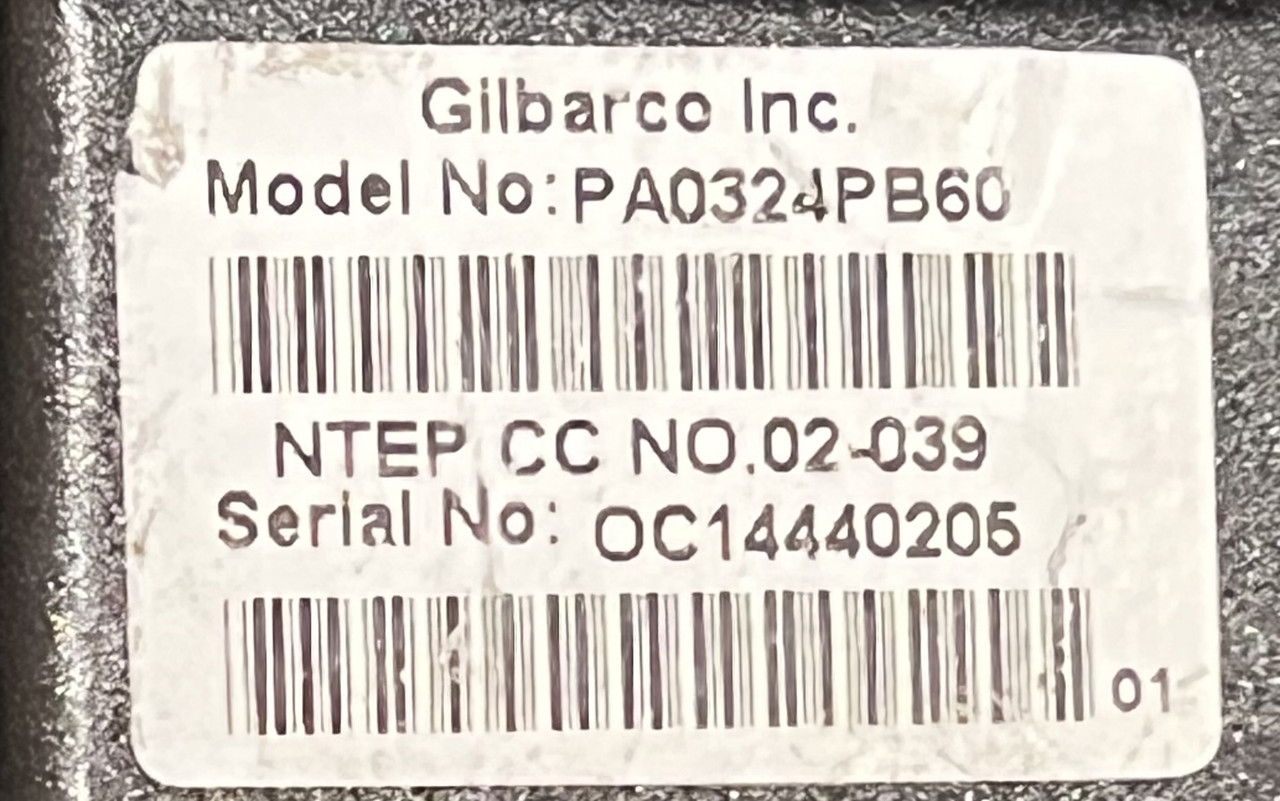 Gilbarco Inc.
Model No: PA0324PB60
NTEP CC NO.02-039
Serial No: OC14440205
01